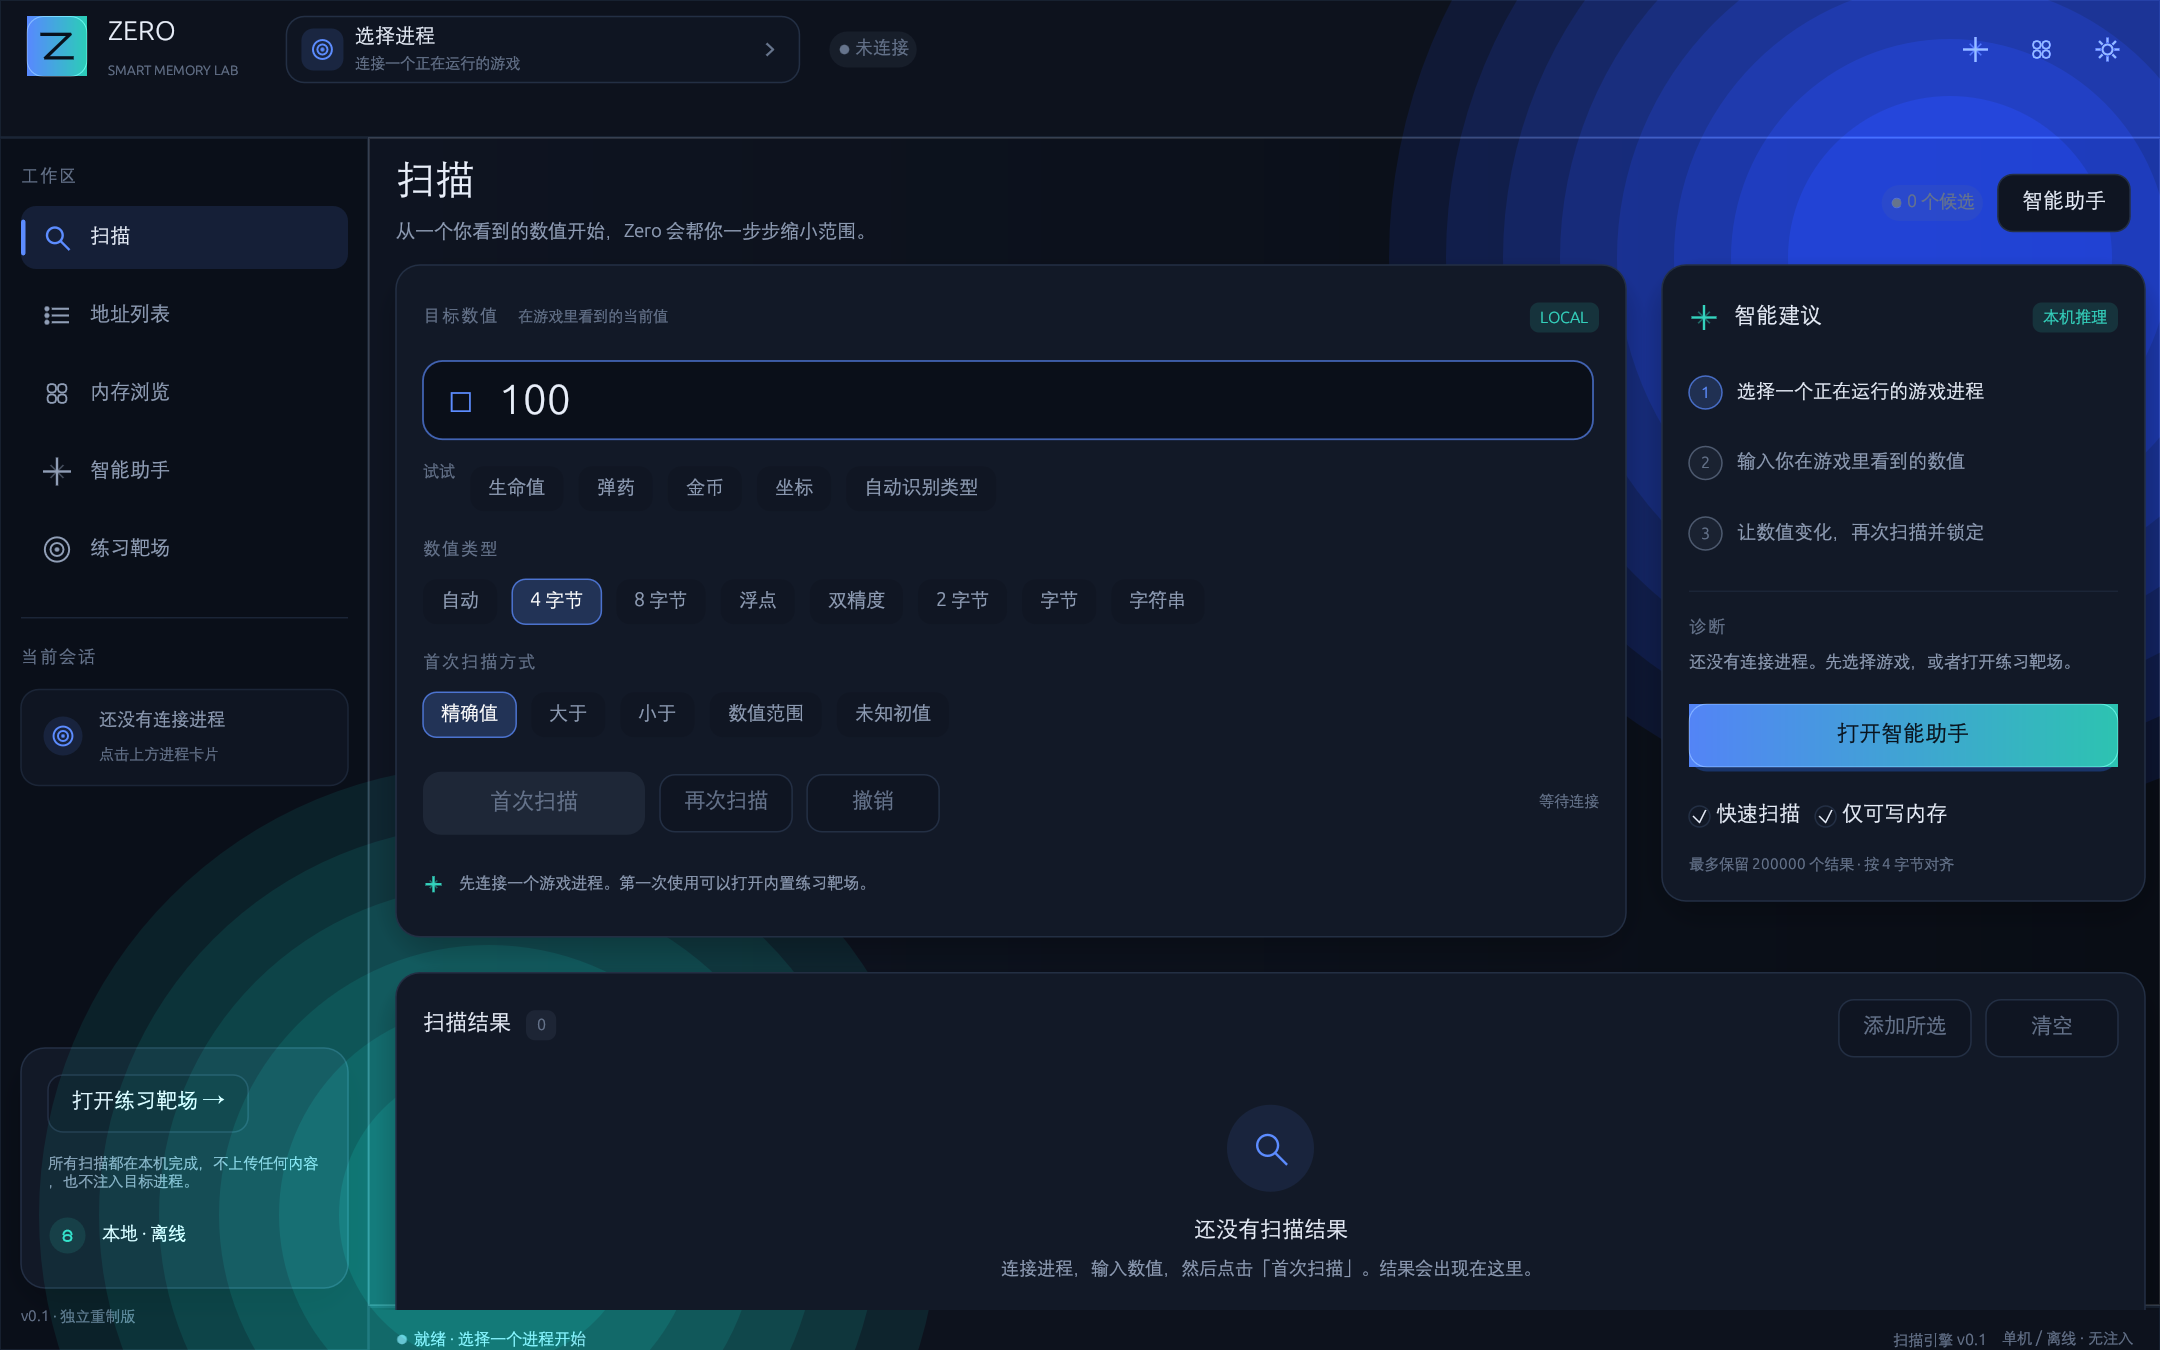 ZERO
SMART MEMORY LAB
选择进程
连接一个正在运行的游戏
未连接
工作区
扫描
地址列表
内存浏览
智能助手
练习靶场
当前会话
还没有连接进程
点击上方进程卡片
打开练习靶场 →
所有扫描都在本机完成，不上传任何内容
，也不注入目标进程。
本地 · 离线
v0.1 · 独立重制版
扫描
从一个你看到的数值开始，Zero 会帮你一步步缩小范围。
0 个候选
智能助手
目标数值 在游戏里看到的当前值
LOCAL
100
试试 生命值 弹药 金币 坐标 自动识别类型
数值类型
自动 4 字节 8 字节 浮点 双精度 2 字节 字节 字符串
首次扫描方式
精确值 大于 小于 数值范围 未知初值
首次扫描 再次扫描 撤销 等待连接
先连接一个游戏进程。第一次使用可以打开内置练习靶场。
智能建议
本机推理
1 选择一个正在运行的游戏进程
2 输入你在游戏里看到的数值
3 让数值变化，再次扫描并锁定
诊断
还没有连接进程。先选择游戏，或者打开练习靶场。
打开智能助手
快速扫描 仅可写内存
最多保留 200000 个结果 · 按 4 字节对齐
扫描结果 0
添加所选 清空
还没有扫描结果
连接进程，输入数值，然后点击「首次扫描」。结果会出现在这里。
就绪 · 选择一个进程开始
扫描引擎 v0.1 单机 / 离线 · 无注入